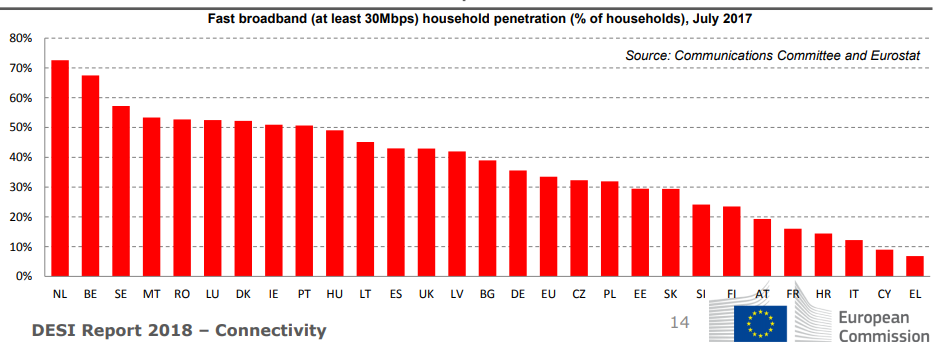 Fast broadband (at least 30Mbps) household penetration (% of households), July 2017
80%
Source: Communications Committee and Eurostat
70%
60%
50%
40%
30%
20%
10%
0%
NL BE SE MT RO LU DK IE PT HU LT ES UK LV BG DE EU CZ PL EE SK SI FI AT FR HR IT CY EL
DESI Report 2018 – Connectivity
14
European
Commission